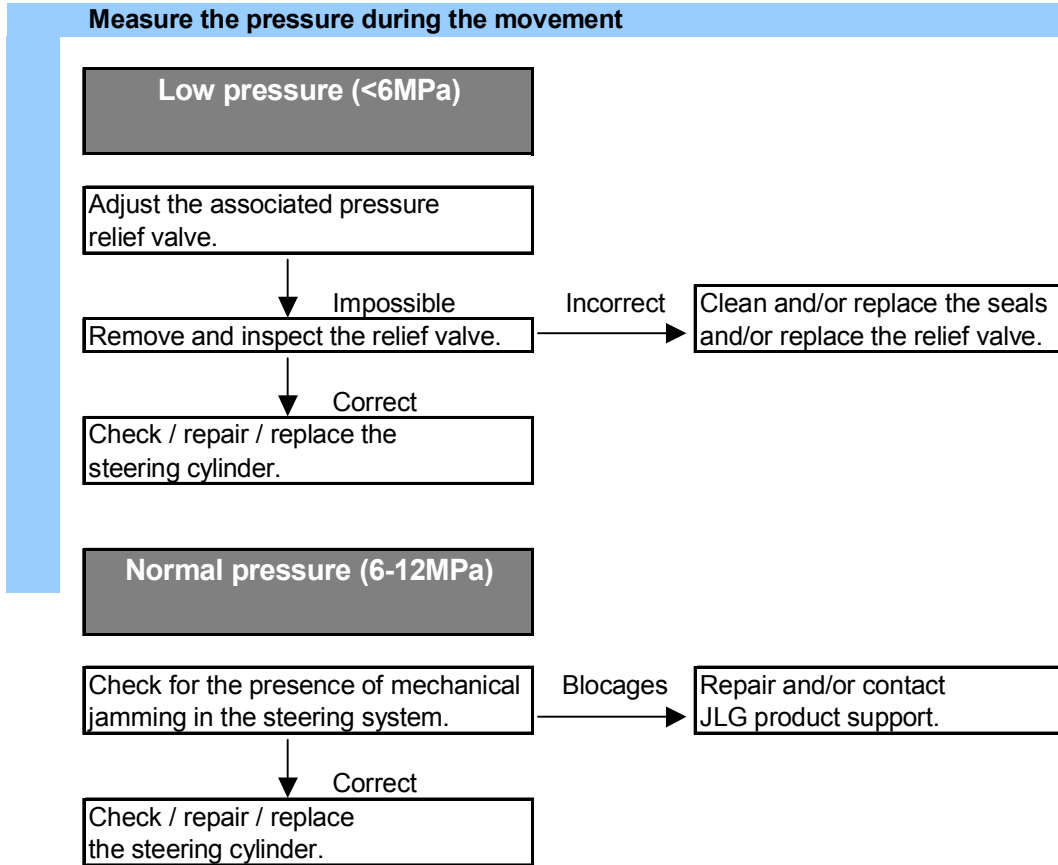 Measure the pressure during the movement
Low pressure (<6MPa)
Adjust the associated pressure
relief valve.
Impossible
Remove and inspect the relief valve.
Incorrect
Clean and/or replace the seals
and/or replace the relief valve.
Correct
Check / repair / replace the
steering cylinder.
Normal pressure (6-12MPa)
Check for the presence of mechanical
jamming in the steering system.
Blocages
Repair and/or contact
JLG product support.
Correct
Check / repair / replace
the steering cylinder.